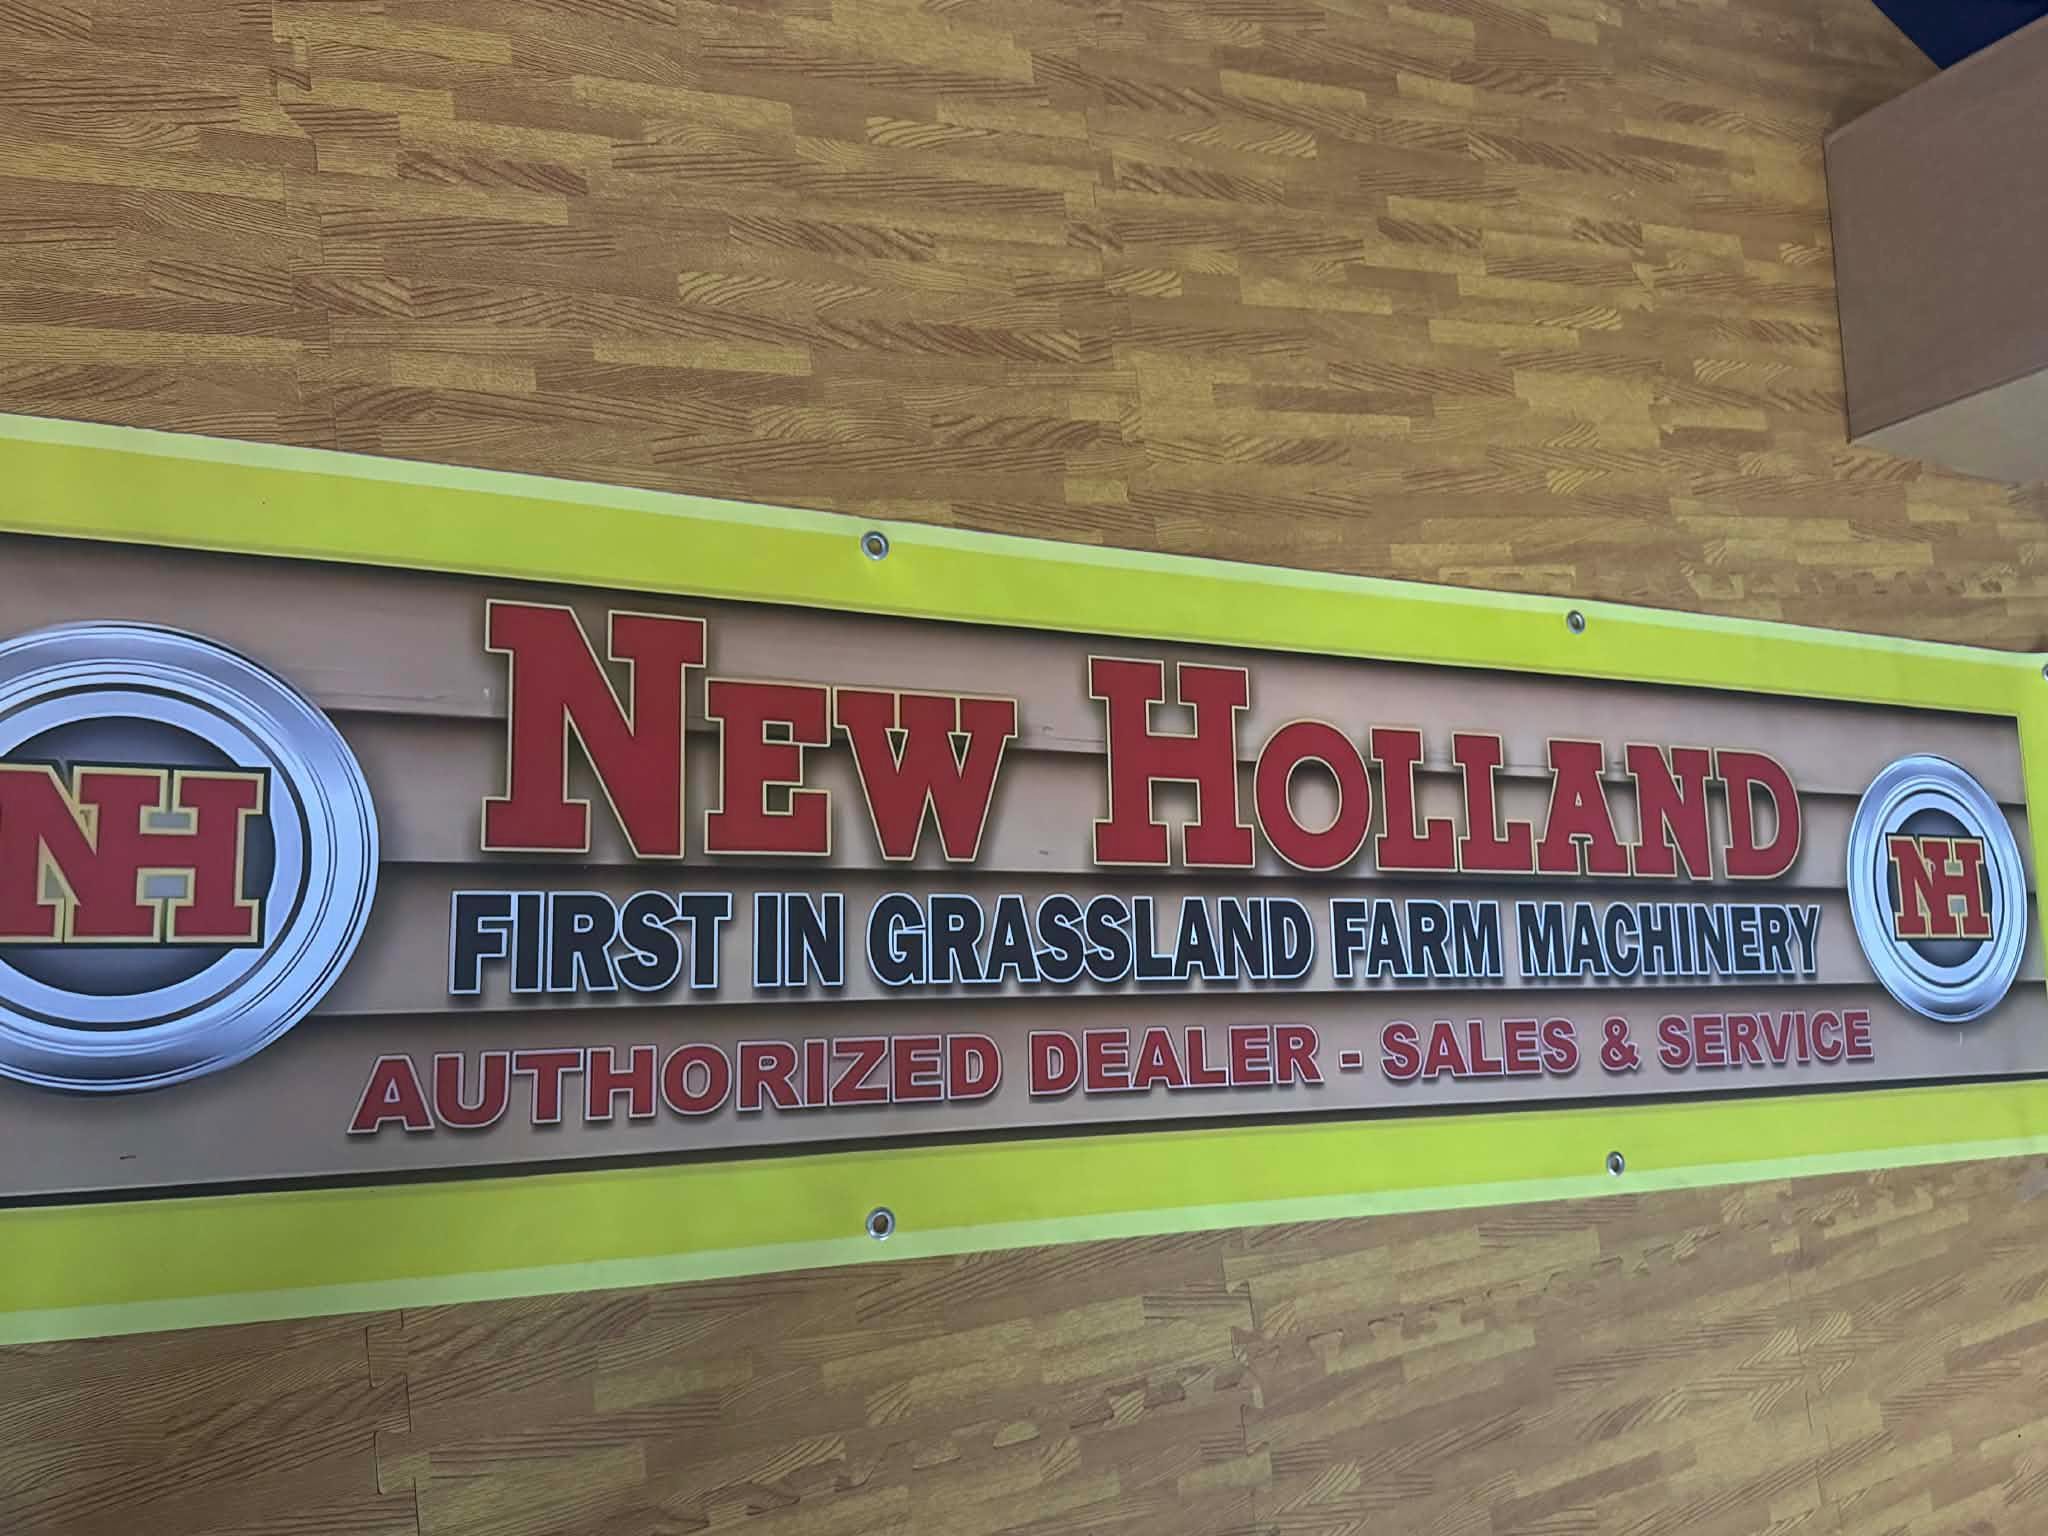 NEW HOLLAND
FIRST IN GRASSLAND FARM MACHINERY
AUTHORIZED DEALER - SALES & SERVICE
NH
NH